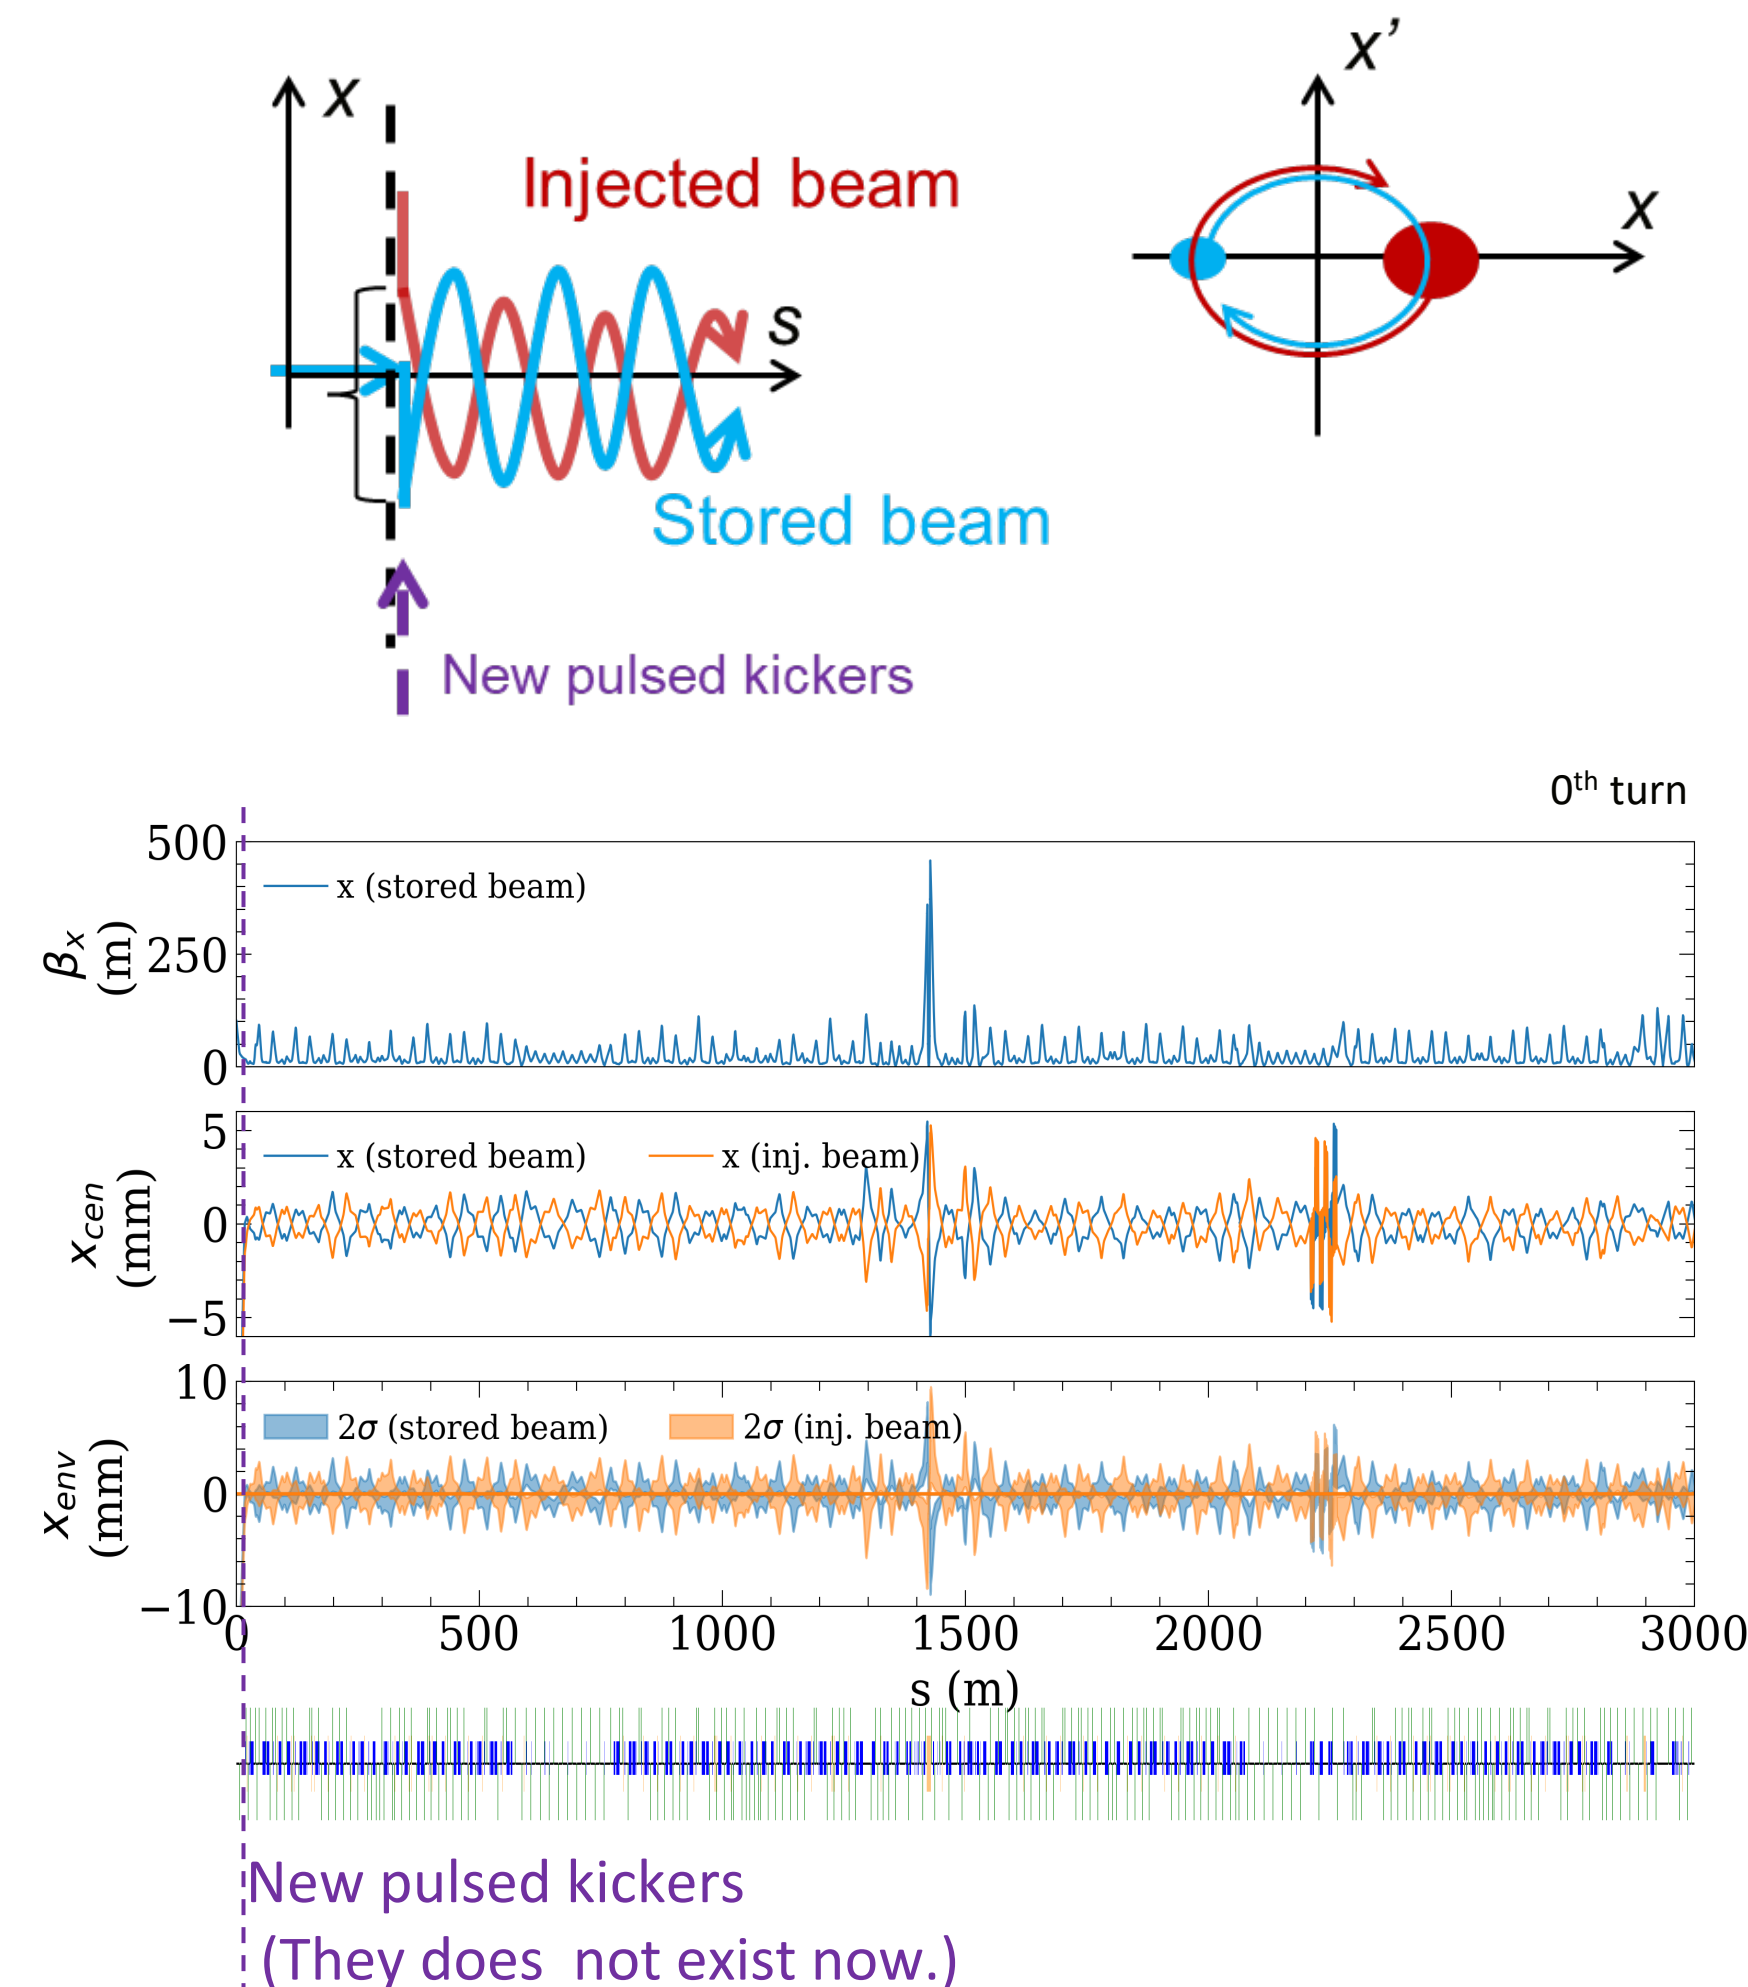 x
x’
Injected beam
x
s
Stored beam
New pulsed kickers
0th turn
500
x (stored beam)
βx
(m)
250
0
5
x (stored beam)
x (inj. beam)
xcen
(mm)
0
−5
10
2σ (stored beam)
2σ (inj. beam)
xenv
(mm)
0
−10
0
500
1000
1500
2000
2500
3000
s (m)
New pulsed kickers
(They does not exist now.)